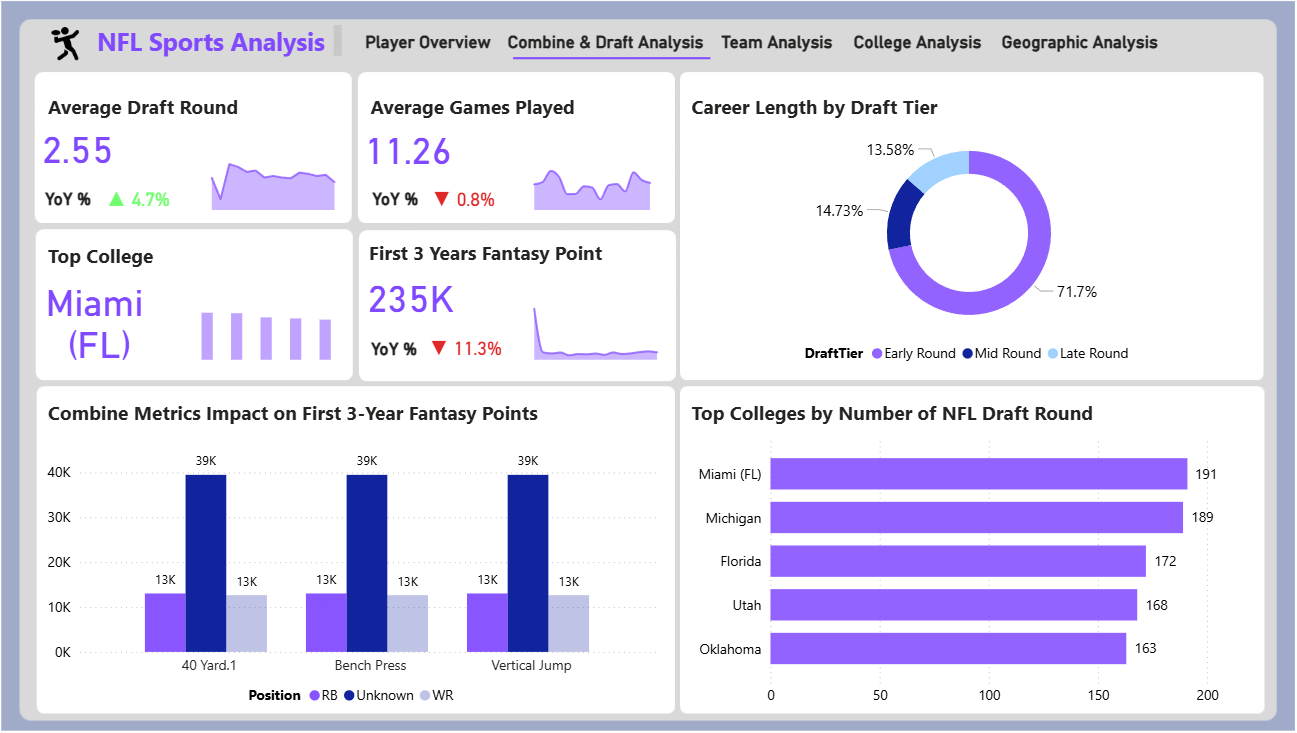 NFL Sports Analysis
Player Overview
Combine & Draft Analysis
Team Analysis
College Analysis
Geographic Analysis
Average Draft Round
2.55
YoY % ▲ 4.7%
Average Games Played
11.26
YoY % ▼ 0.8%
Top College
Miami
(FL)
First 3 Years Fantasy Point
235K
YoY % ▼ 11.3%
Career Length by Draft Tier
13.58%
14.73%
71.7%
DraftTier Early Round Mid Round Late Round
Combine Metrics Impact on First 3-Year Fantasy Points
40K
30K
20K
10K
0K
13K 39K 13K
13K 39K 13K
13K 39K 13K
40 Yard.1 Bench Press Vertical Jump
Position RB Unknown WR
Top Colleges by Number of NFL Draft Round
Miami (FL) 191
Michigan 189
Florida 172
Utah 168
Oklahoma 163
0 50 100 150 200